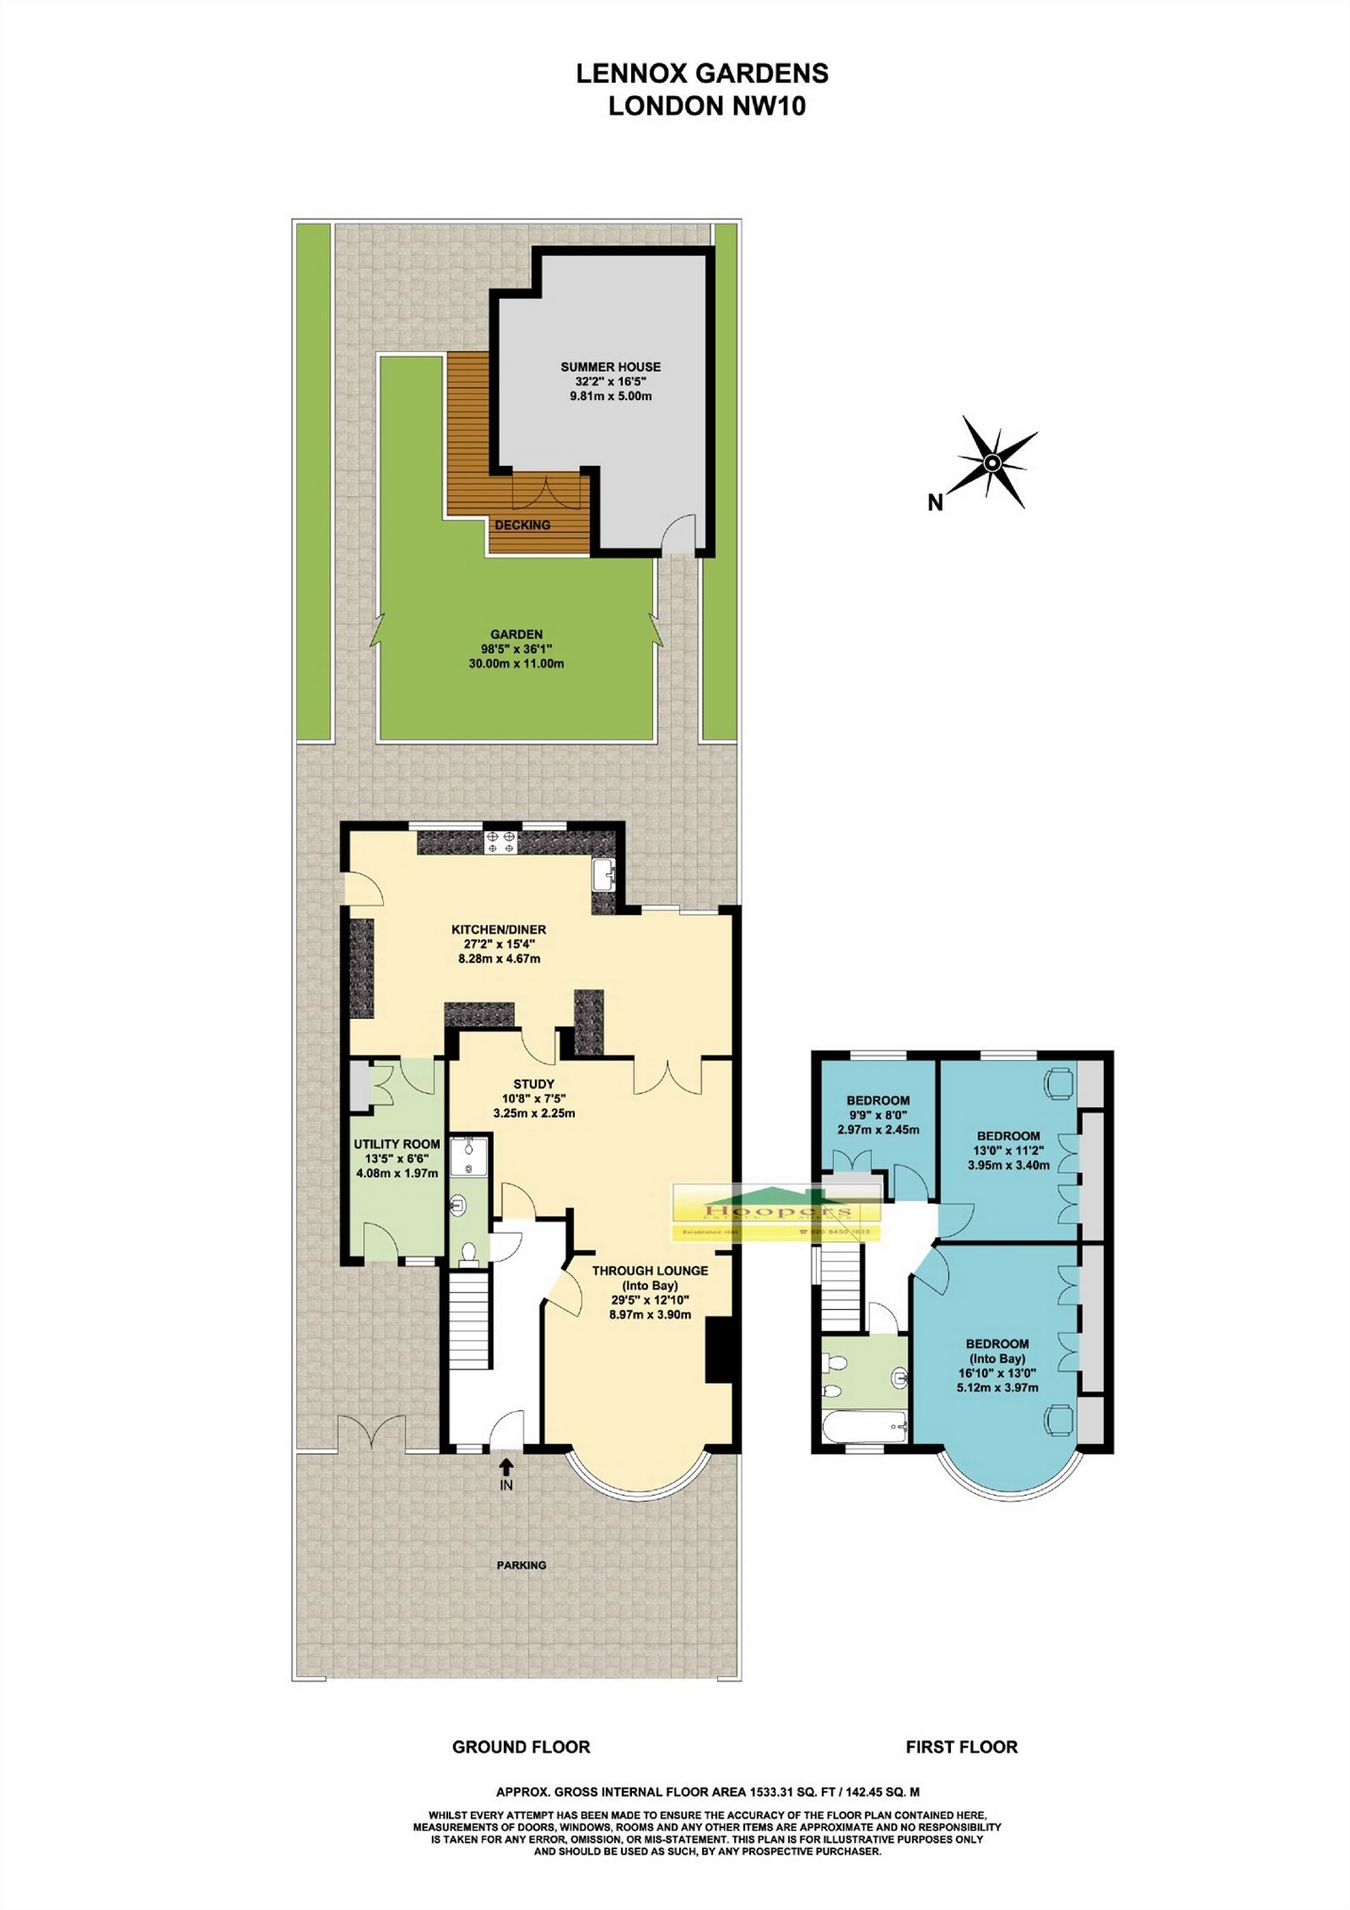 LENNOX GARDENS
LONDON NW10
SUMMER HOUSE
32'2" x 16'5"
9.81m x 5.00m
N
DECKING
GARDEN
98'5" x 36'1"
30.00m x 11.00m
KITCHEN/DINER
27'2" x 15'4"
8.28m x 4.67m
STUDY
10'8" x 7'5"
3.25m x 2.25m
UTILITY ROOM
13'5" x 6'6"
4.08m x 1.97m
BEDROOM
9'9" x 8'0"
2.97m x 2.45m
BEDROOM
13'0" x 11'2"
3.95m x 3.40m
Hoopers
ESTATE AGENTS
THROUGH LOUNGE
(Into Bay)
29'5" x 12'10"
8.97m x 3.90m
BEDROOM
(Into Bay)
16'10" x 13'0"
5.12m x 3.97m
IN
PARKING
GROUND FLOOR
FIRST FLOOR
APPROX. GROSS INTERNAL FLOOR AREA 1533.31 SQ. FT / 142.45 SQ. M
WHILST EVERY ATTEMPT HAS BEEN MADE TO ENSURE THE ACCURACY OF THE FLOOR PLAN CONTAINED HERE,
MEASUREMENTS OF DOORS, WINDOWS, ROOMS AND ANY OTHER ITEMS ARE APPROXIMATE AND NO RESPONSIBILITY
IS TAKEN FOR ANY ERROR, OMISSION, OR MIS-STATEMENT. THIS PLAN IS FOR ILLUSTRATIVE PURPOSES ONLY
AND SHOULD BE USED AS SUCH, BY ANY PROSPECTIVE PURCHASER.